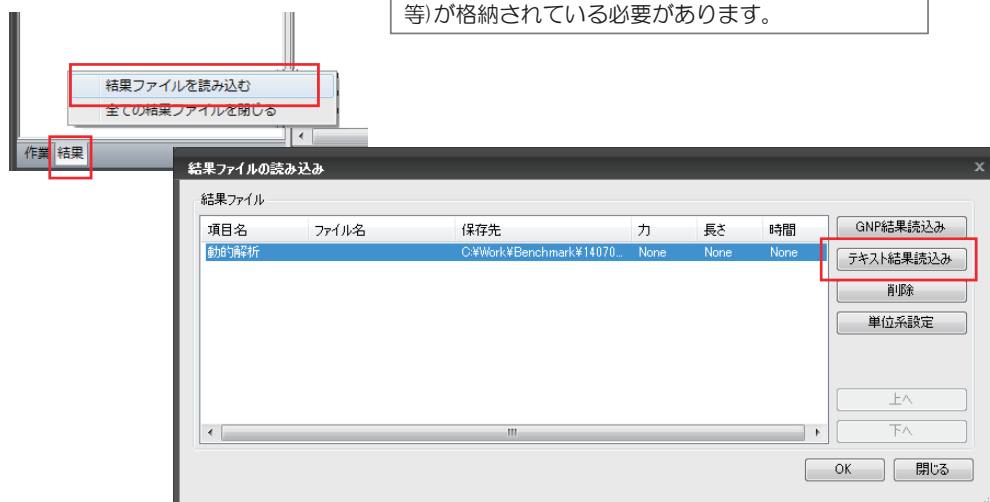 等)が格納されている必要があります。
結果ファイルを読み込む
全ての結果ファイルを閉じる
作業 結果
結果ファイルの読み込み
結果ファイル
項目名 ファイル名 保存先 力 長さ 時間
動的解析 C:¥Work¥Benchmark¥14070... None None None
GNP結果読込み
テキスト結果読込み
削除
単位系設定
上へ
下へ
OK 閉じる